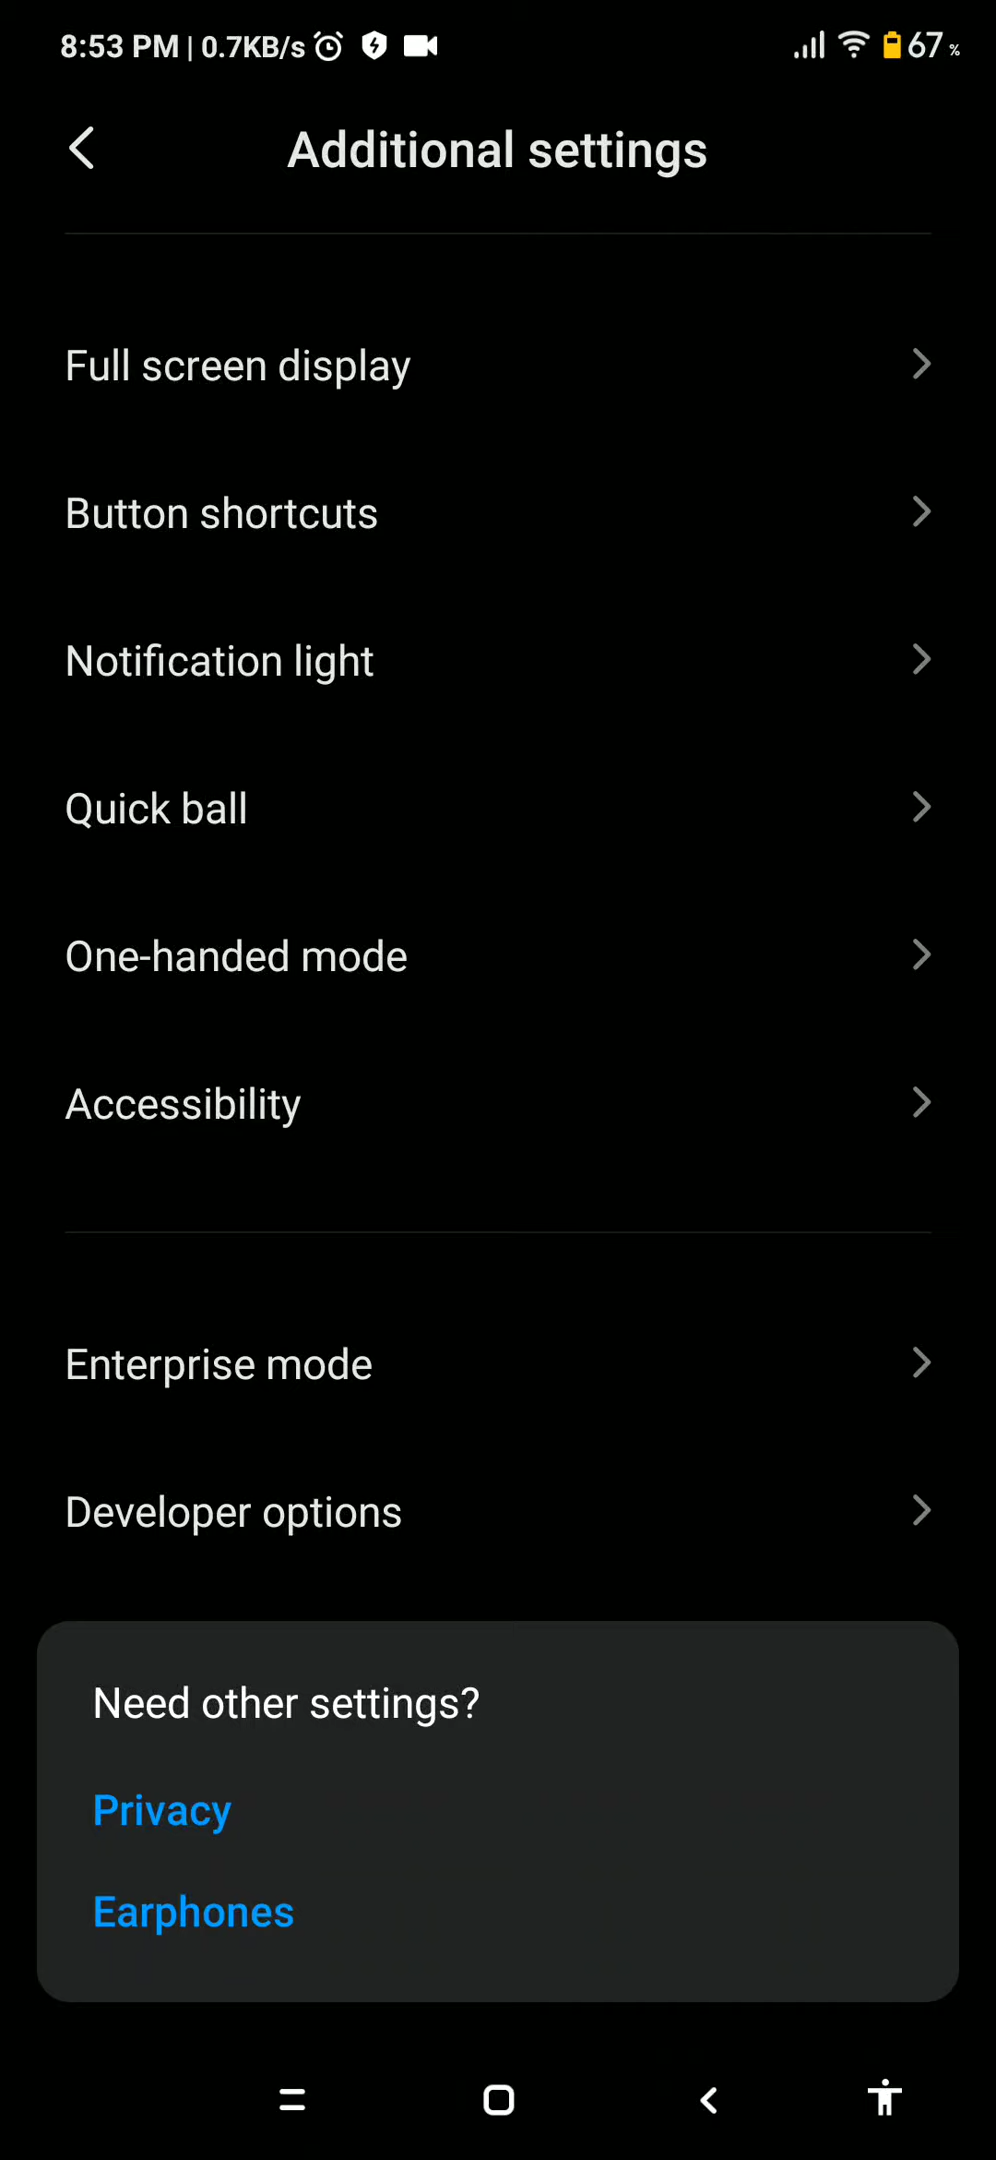 8:53 PM | 0.7KB/s 67 %
Additional settings
Full screen display
Button shortcuts
Notification light
Quick ball
One-handed mode
Accessibility
Enterprise mode
Developer options
Need other settings?
Privacy
Earphones